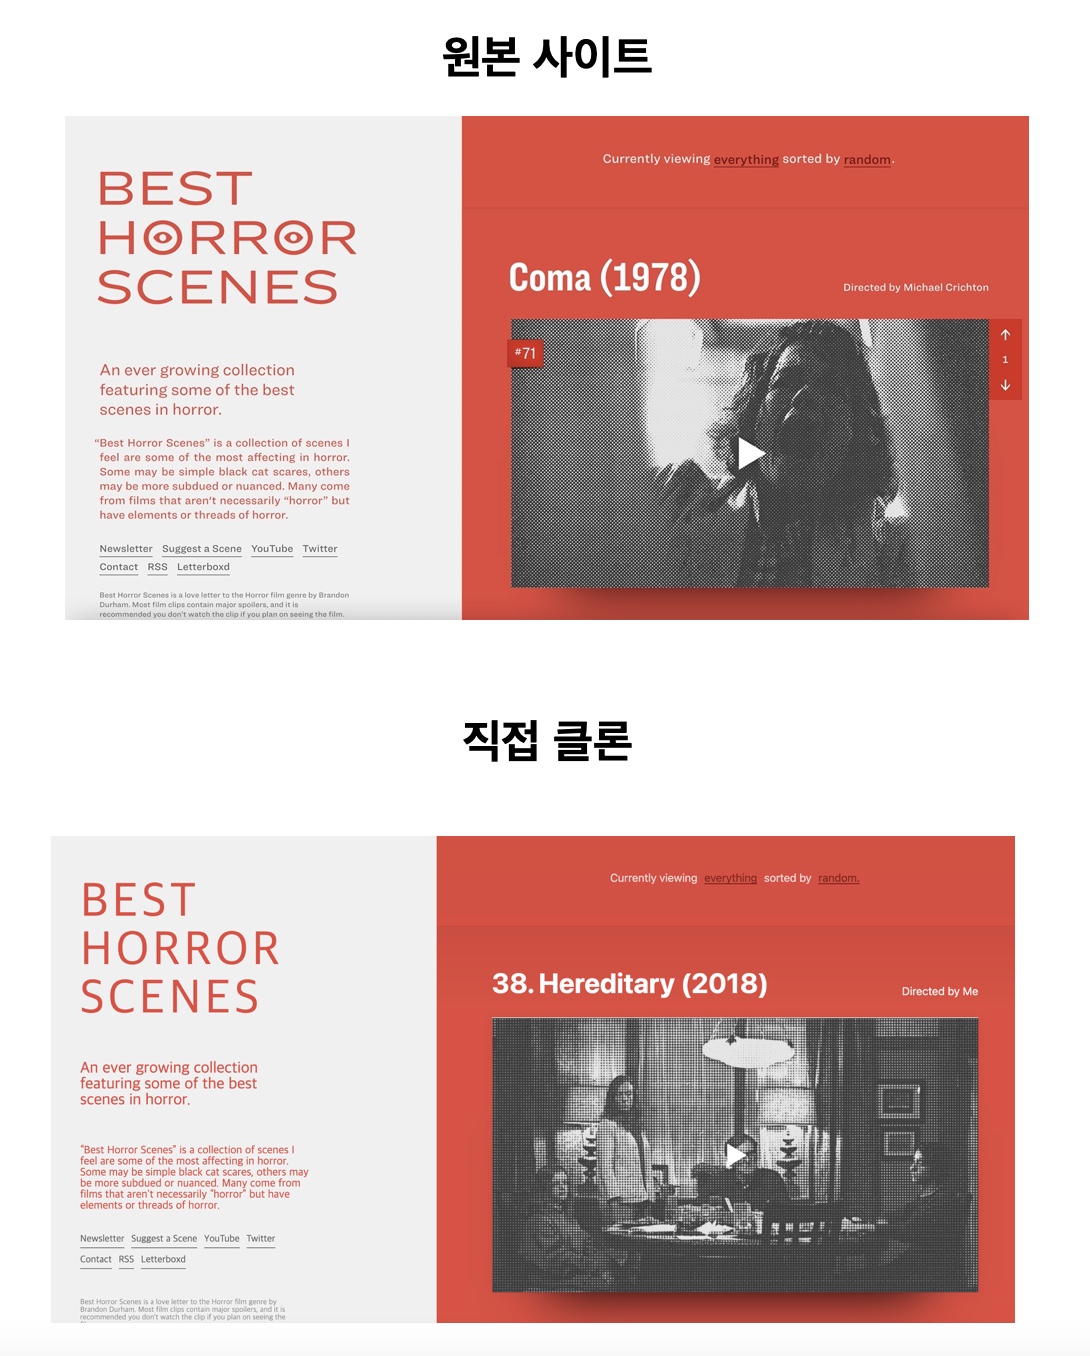 원본 사이트
BEST
HORROR
SCENES
An ever growing collection
featuring some of the best
scenes in horror.
“Best Horror Scenes” is a collection of scenes I
feel are some of the most affecting in horror.
Some may be simple black cat scares, others
may be more subdued or nuanced. Many come
from films that aren’t necessarily “horror” but
have elements or threads of horror.
Newsletter Suggest a Scene YouTube Twitter
Contact RSS Letterboxd
Best Horror Scenes is a love letter to the Horror film genre by Brandon
Durham. Most film clips contain major spoilers, and it is
recommended you don’t watch the clip if you plan on seeing the film.
Currently viewing everything sorted by random.
Coma (1978)
Directed by Michael Crichton
#71
1
직접 클론
BEST
HORROR
SCENES
An ever growing collection
featuring some of the best
scenes in horror.
“Best Horror Scenes” is a collection of scenes I
feel are some of the most affecting in horror.
Some may be simple black cat scares, others may
be more subdued or nuanced. Many come from
films that aren't necessarily "horror" but have
elements or threads of horror.
Newsletter Suggest a Scene YouTube Twitter
Contact RSS Letterboxd
Best Horror Scenes is a love letter to the Horror film genre by
Brandon Durham. Most film clips contain major spoilers, and it is
recommended you don't watch the clip if you plan on seeing the
Currently viewing everything sorted by random.
38. Hereditary (2018)
Directed by Me